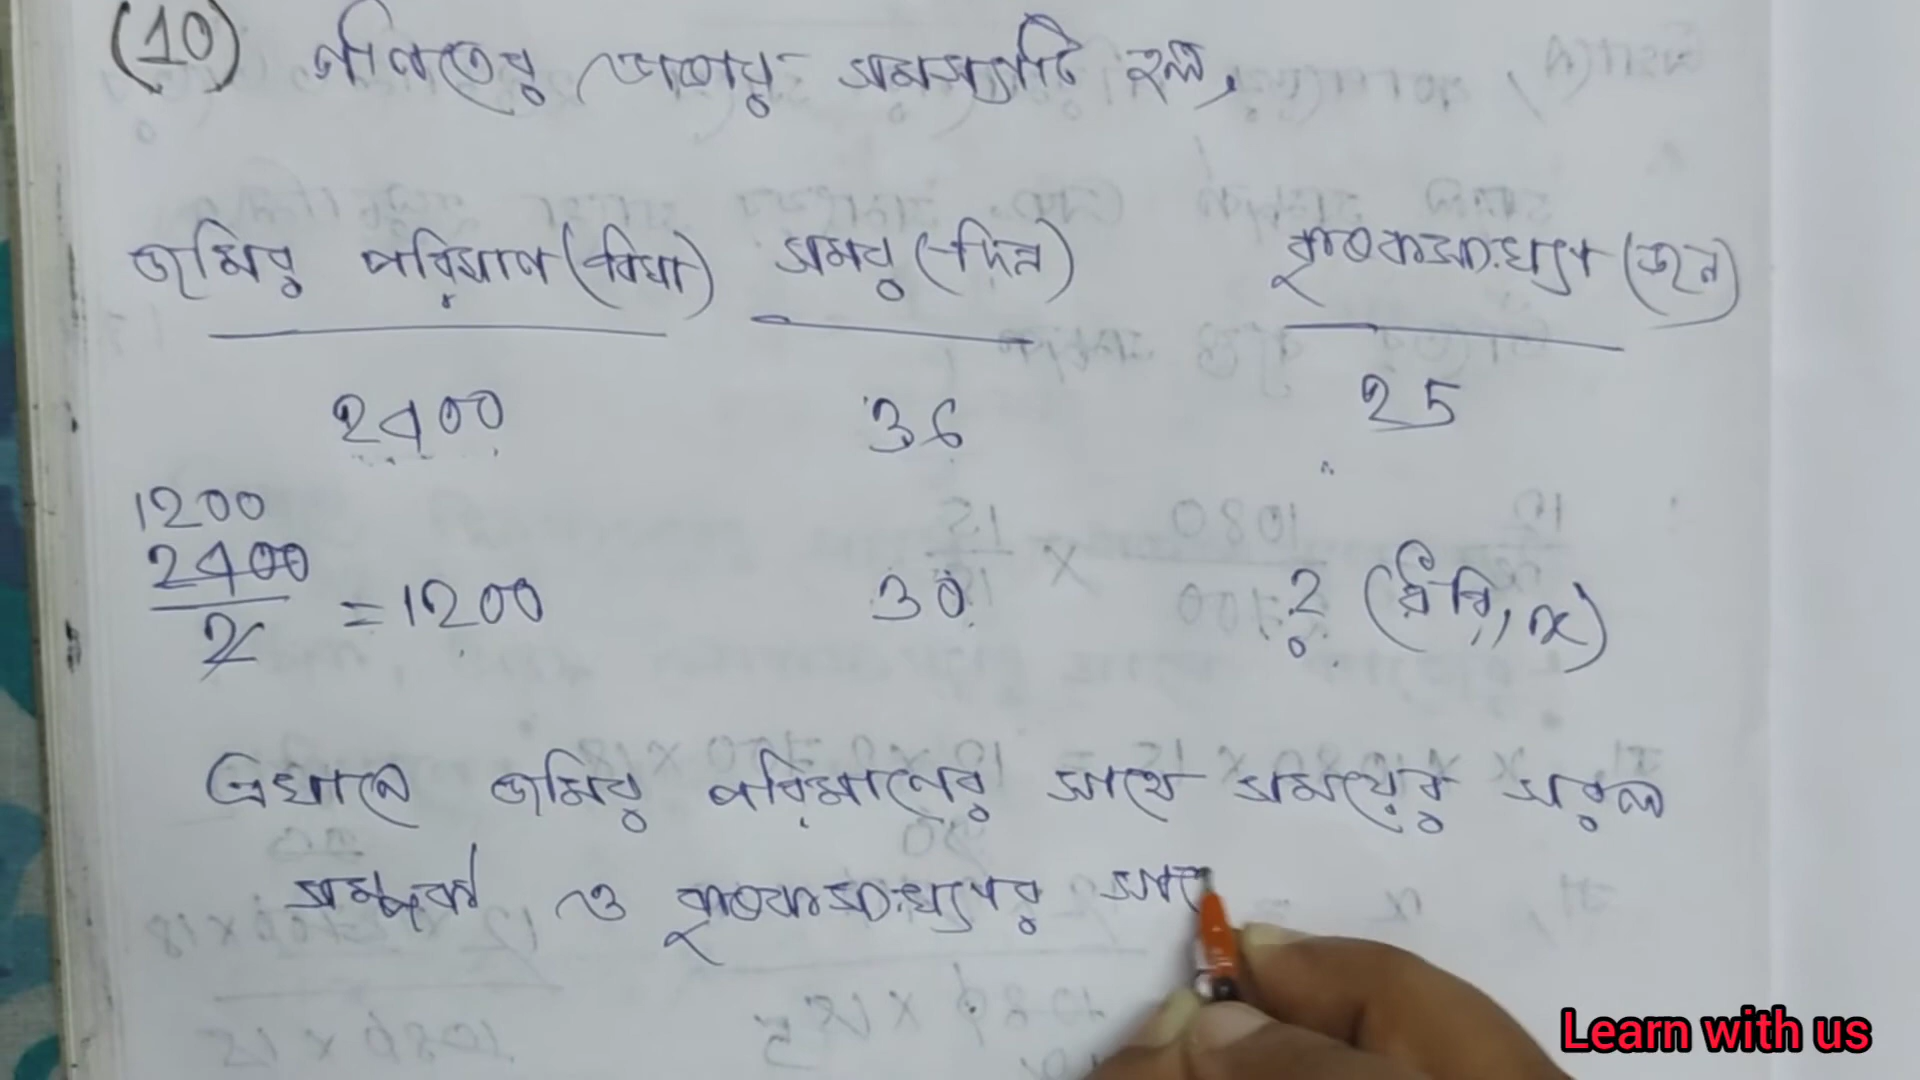 (10) গণিতের ভাষায় সমস্যাটি হল,
জমির পরিমাণ (বিঘা) সময় (দিন) কৃষকসংখ্যা (জন)
2400 36 25
1200
2400
2 = 1200 30 ? (ধরি, x)
এখানে জমির পরিমাণের সাথে সময়ের সরল
সম্পর্ক ও কৃষকসংখ্যার সাথে
Learn with us